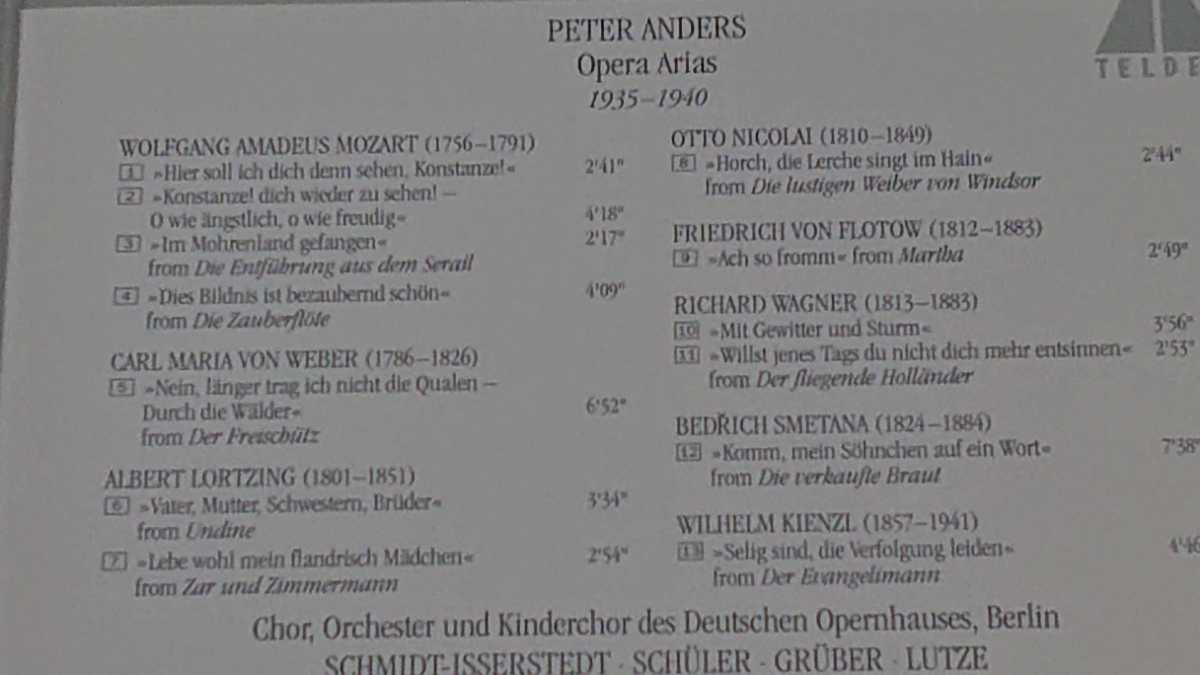 PETER ANDERS
Opera Arias
1935–1940
TELDE
WOLFGANG AMADEUS MOZART (1756–1791)
1 »Hier soll ich dich denn sehen, Konstanze!« 2'41"
2 »Konstanze! dich wieder zu sehen! –
O wie ängstlich, o wie freudig« 4'18"
3 »Im Mohrenland gefangen« 2'17"
from Die Entführung aus dem Serail
4 »Dies Bildnis ist bezaubernd schön« 4'09"
from Die Zauberflöte
CARL MARIA VON WEBER (1786–1826)
5 »Nein, länger trag ich nicht die Qualen –
Durch die Wälder« 6'52"
from Der Freischütz
ALBERT LORTZING (1801–1851)
6 »Vater, Mutter, Schwestern, Brüder« 3'34"
from Undine
7 »Lebe wohl mein flandrisch Mädchen« 2'54"
from Zar und Zimmermann
OTTO NICOLAI (1810–1849)
8 »Horch, die Lerche singt im Hain« 2'44"
from Die lustigen Weiber von Windsor
FRIEDRICH VON FLOTOW (1812–1883)
9 »Ach so fromm« from Martha 2'49"
RICHARD WAGNER (1813–1883)
10 »Mit Gewitter und Sturm« 3'56"
11 »Willst jenes Tags du nicht dich mehr entsinnen« 2'53"
from Der fliegende Holländer
BEDŘICH SMETANA (1824–1884)
12 »Komm, mein Söhnchen auf ein Wort« 7'38"
from Die verkaufte Braut
WILHELM KIENZL (1857–1941)
13 »Selig sind, die Verfolgung leiden« 4'46
from Der Evangelimann
Chor, Orchester und Kinderchor des Deutschen Opernhauses, Berlin
SCHMIDT-ISSERSTEDT · SCHÜLER · GRÜBER · LUTZE